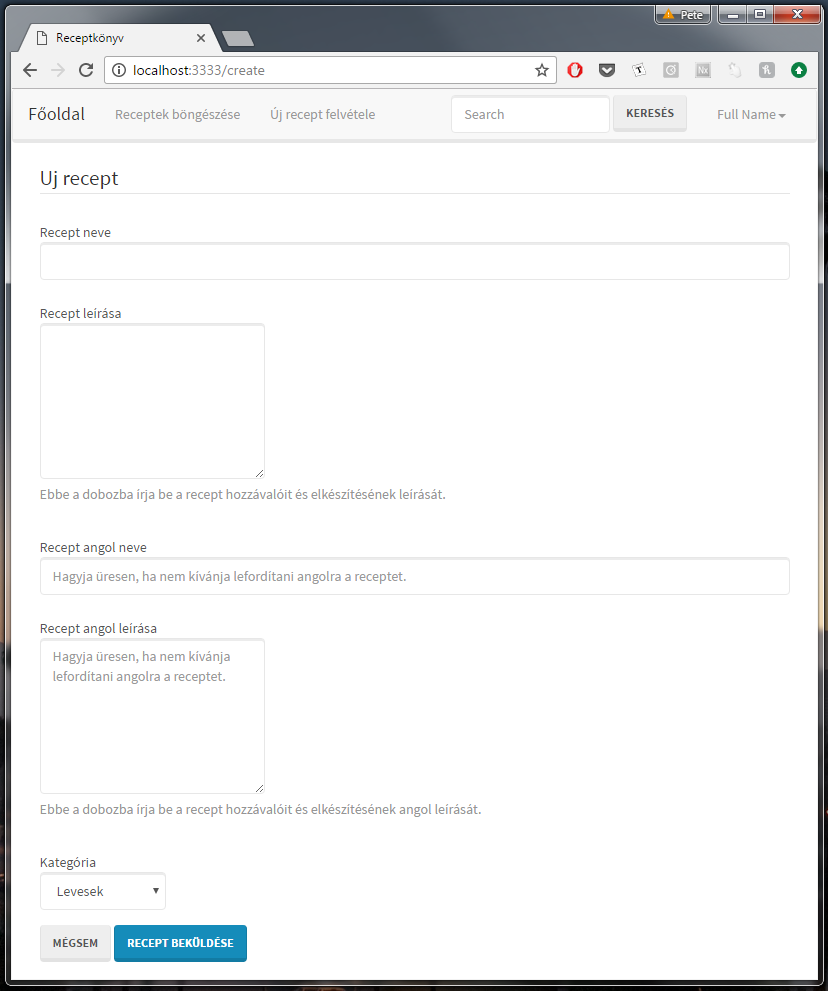 Pete
Receptkönyv
localhost:3333/create
Főoldal
Receptek böngészése
Új recept felvétele
Search
KERESÉS
Full Name
Uj recept
Recept neve
Recept leírása
Ebbe a dobozba írja be a recept hozzávalóit és elkészítésének leírását.
Recept angol neve
Hagyja üresen, ha nem kívánja lefordítani angolra a receptet.
Recept angol leírása
Hagyja üresen, ha nem kívánja
lefordítani angolra a receptet.
Ebbe a dobozba írja be a recept hozzávalóit és elkészítésének angol leírását.
Kategória
Levesek
MÉGSEM
RECEPT BEKÜLDÉSE